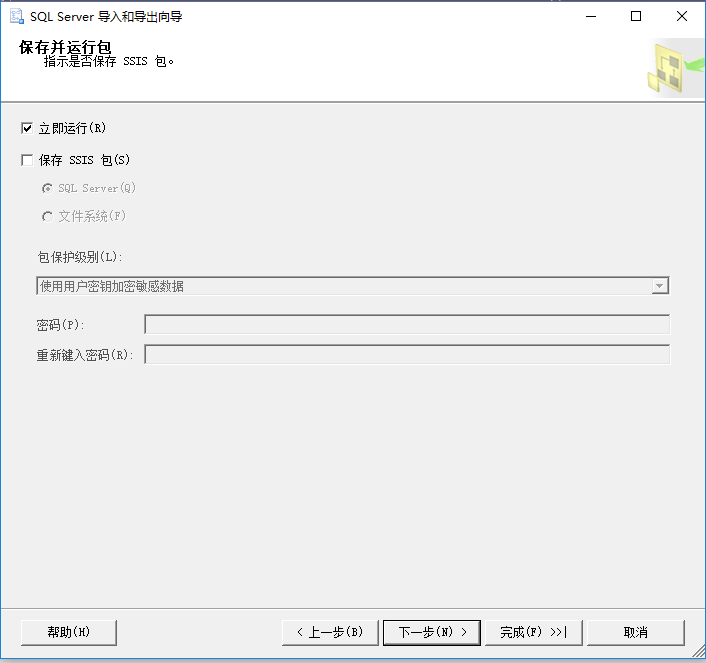 SQL Server 导入和导出向导
保存并运行包
指示是否保存 SSIS 包。
立即运行(R)
保存 SSIS 包(S)
SQL Server(Q)
文件系统(F)
包保护级别(L):
使用用户密钥加密敏感数据
密码(P):
重新键入密码(R):
帮助(H)
< 上一步(B)
下一步(N) >
完成(F) >>|
取消